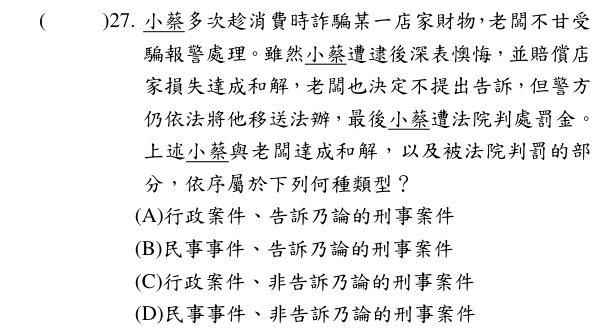 (　　)27. 小蔡多次趁消費時詐騙某一店家財物，老闆不甘受
騙報警處理。雖然小蔡遭逮後深表懊悔，並賠償店
家損失達成和解，老闆也決定不提出告訴，但警方
仍依法將他移送法辦，最後小蔡遭法院判處罰金。
上述小蔡與老闆達成和解，以及被法院判罰的部
分，依序屬於下列何種類型？
(A)行政案件、告訴乃論的刑事案件
(B)民事事件、告訴乃論的刑事案件
(C)行政案件、非告訴乃論的刑事案件
(D)民事事件、非告訴乃論的刑事案件